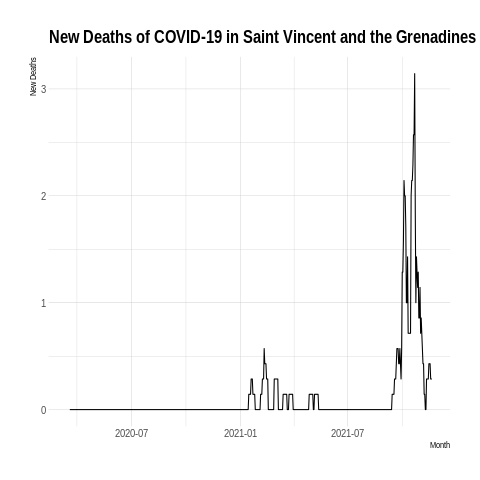 New Deaths of COVID-19 in Saint Vincent and the Grenadines
New Deaths
3
2
1
0
2020-07 2021-01 2021-07
Month